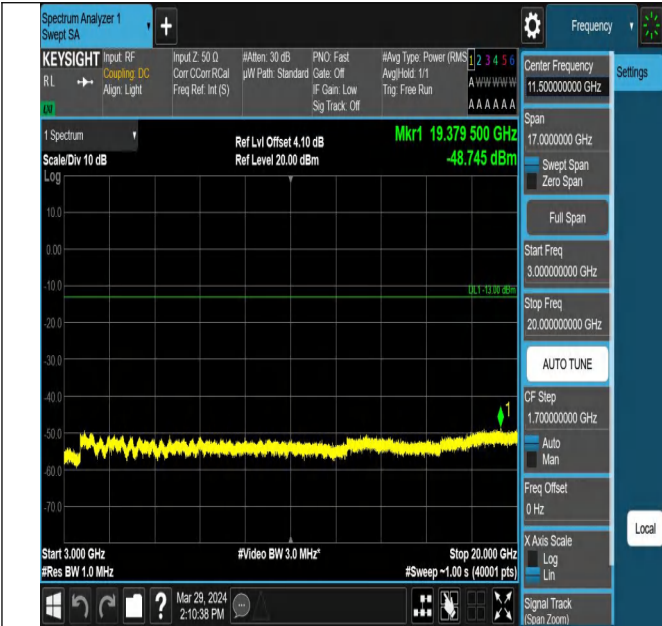 Spectrum Analyzer 1
Swept SA
Frequency
KEYSIGHT
RL
LXI
Input: RF
Coupling: DC
Align: Light
Input Z: 50 Ω
Corr CCorr RCal
Freq Ref: Int (S)
#Atten: 30 dB
µW Path: Standard
PNO: Fast
Gate: Off
IF Gain: Low
Sig Track: Off
#Avg Type: Power (RMS
Avg|Hold: 1/1
Trig: Free Run
1 2 3 4 5 6
A W W W W W
A A A A A A
Center Frequency
11.500000000 GHz
Settings
1 Spectrum
Scale/Div 10 dB
Log
Ref Lvl Offset 4.10 dB
Ref Level 20.00 dBm
Mkr1 19.379 500 GHz
-48.745 dBm
10.0
0.00
-10.0
-20.0
-30.0
-40.0
-50.0
-60.0
-70.0
DL1 -13.00 dBm
1
Start 3.000 GHz
#Res BW 1.0 MHz
#Video BW 3.0 MHz*
Stop 20.000 GHz
#Sweep ~1.00 s (40001 pts)
Span
17.0000000 GHz
Swept Span
Zero Span
Full Span
Start Freq
3.000000000 GHz
Stop Freq
20.000000000 GHz
AUTO TUNE
CF Step
1.700000000 GHz
Auto
Man
Freq Offset
0 Hz
X Axis Scale
Log
Lin
Local
Signal Track
(Span Zoom)
?
Mar 29, 2024
2:10:38 PM